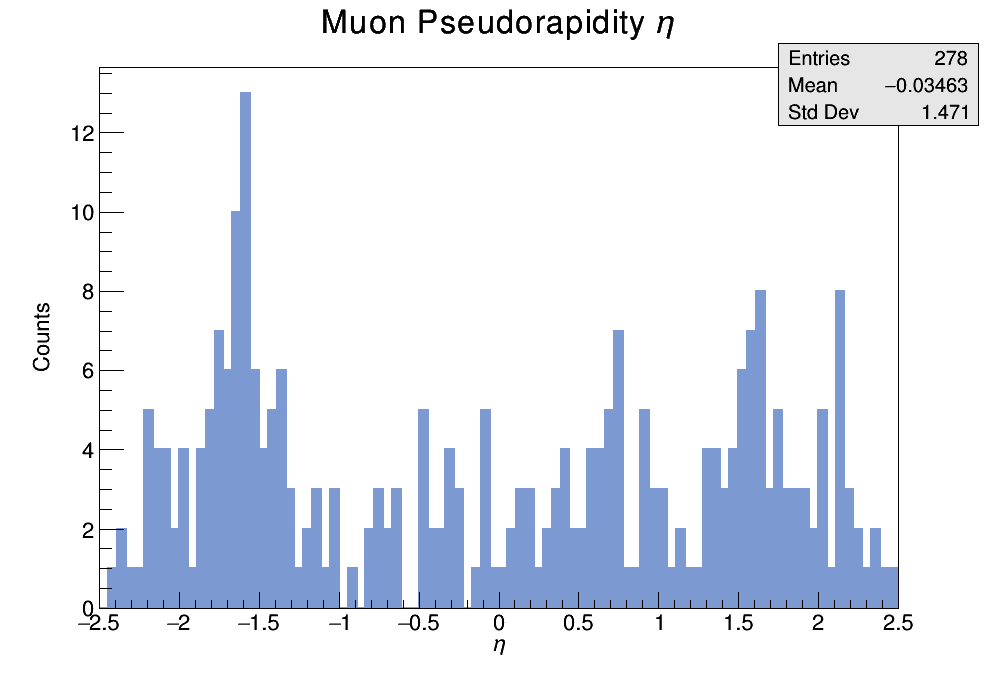 Muon Pseudorapidity η
Entries 278
Mean −0.03463
Std Dev 1.471
12
10
8
6
4
2
0
Counts
−2.5 −2 −1.5 −1 −0.5 0 0.5 1 1.5 2 2.5
η